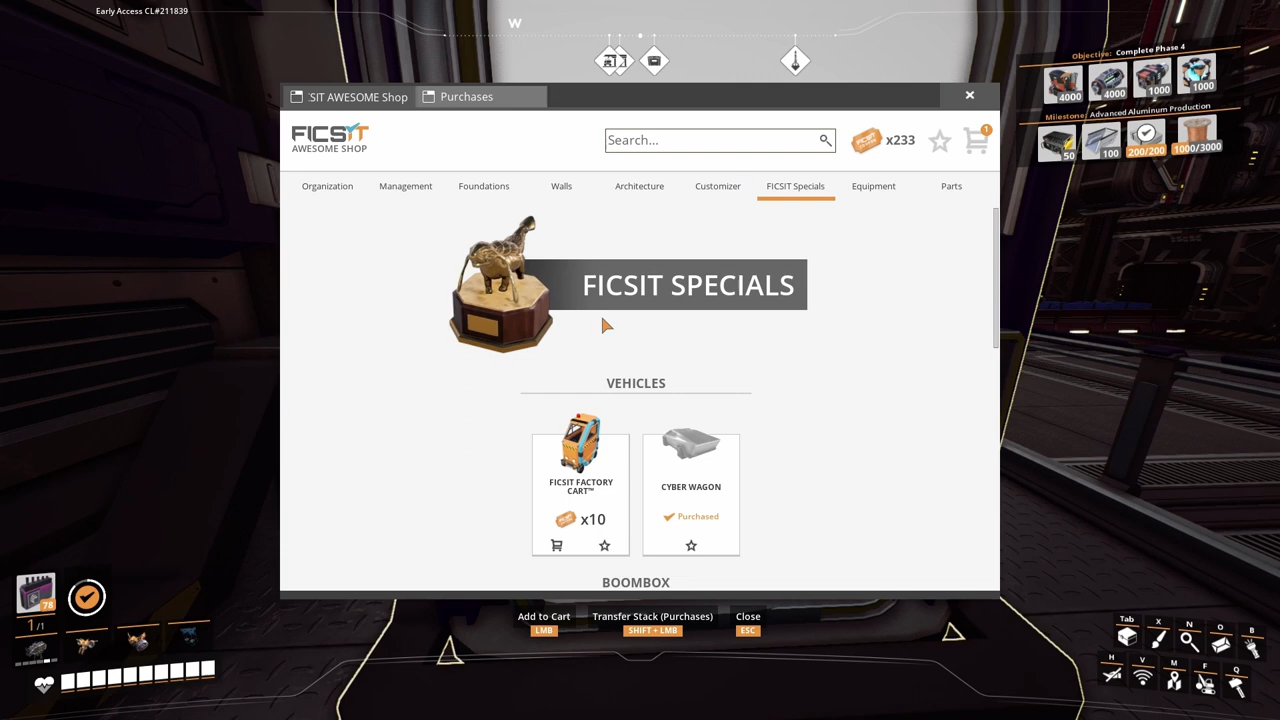 Early Access CL#211839
W
Objective: Complete Phase 4
4000
4000
1000
1000
Milestone: Advanced Aluminum Production
50
100
200/200
1000/3000
SIT AWESOME Shop
Purchases
FICSIT
AWESOME SHOP
Search...
x233
1
Organization
Management
Foundations
Walls
Architecture
Customizer
FICSIT Specials
Equipment
Parts
FICSIT SPECIALS
VEHICLES
FICSIT FACTORY
CART™
x10
CYBER WAGON
Purchased
BOOMBOX
Add to Cart
LMB
Transfer Stack (Purchases)
SHIFT + LMB
Close
ESC
78
1/1
Tab
X
N
O
B
H
V
M
F
Q